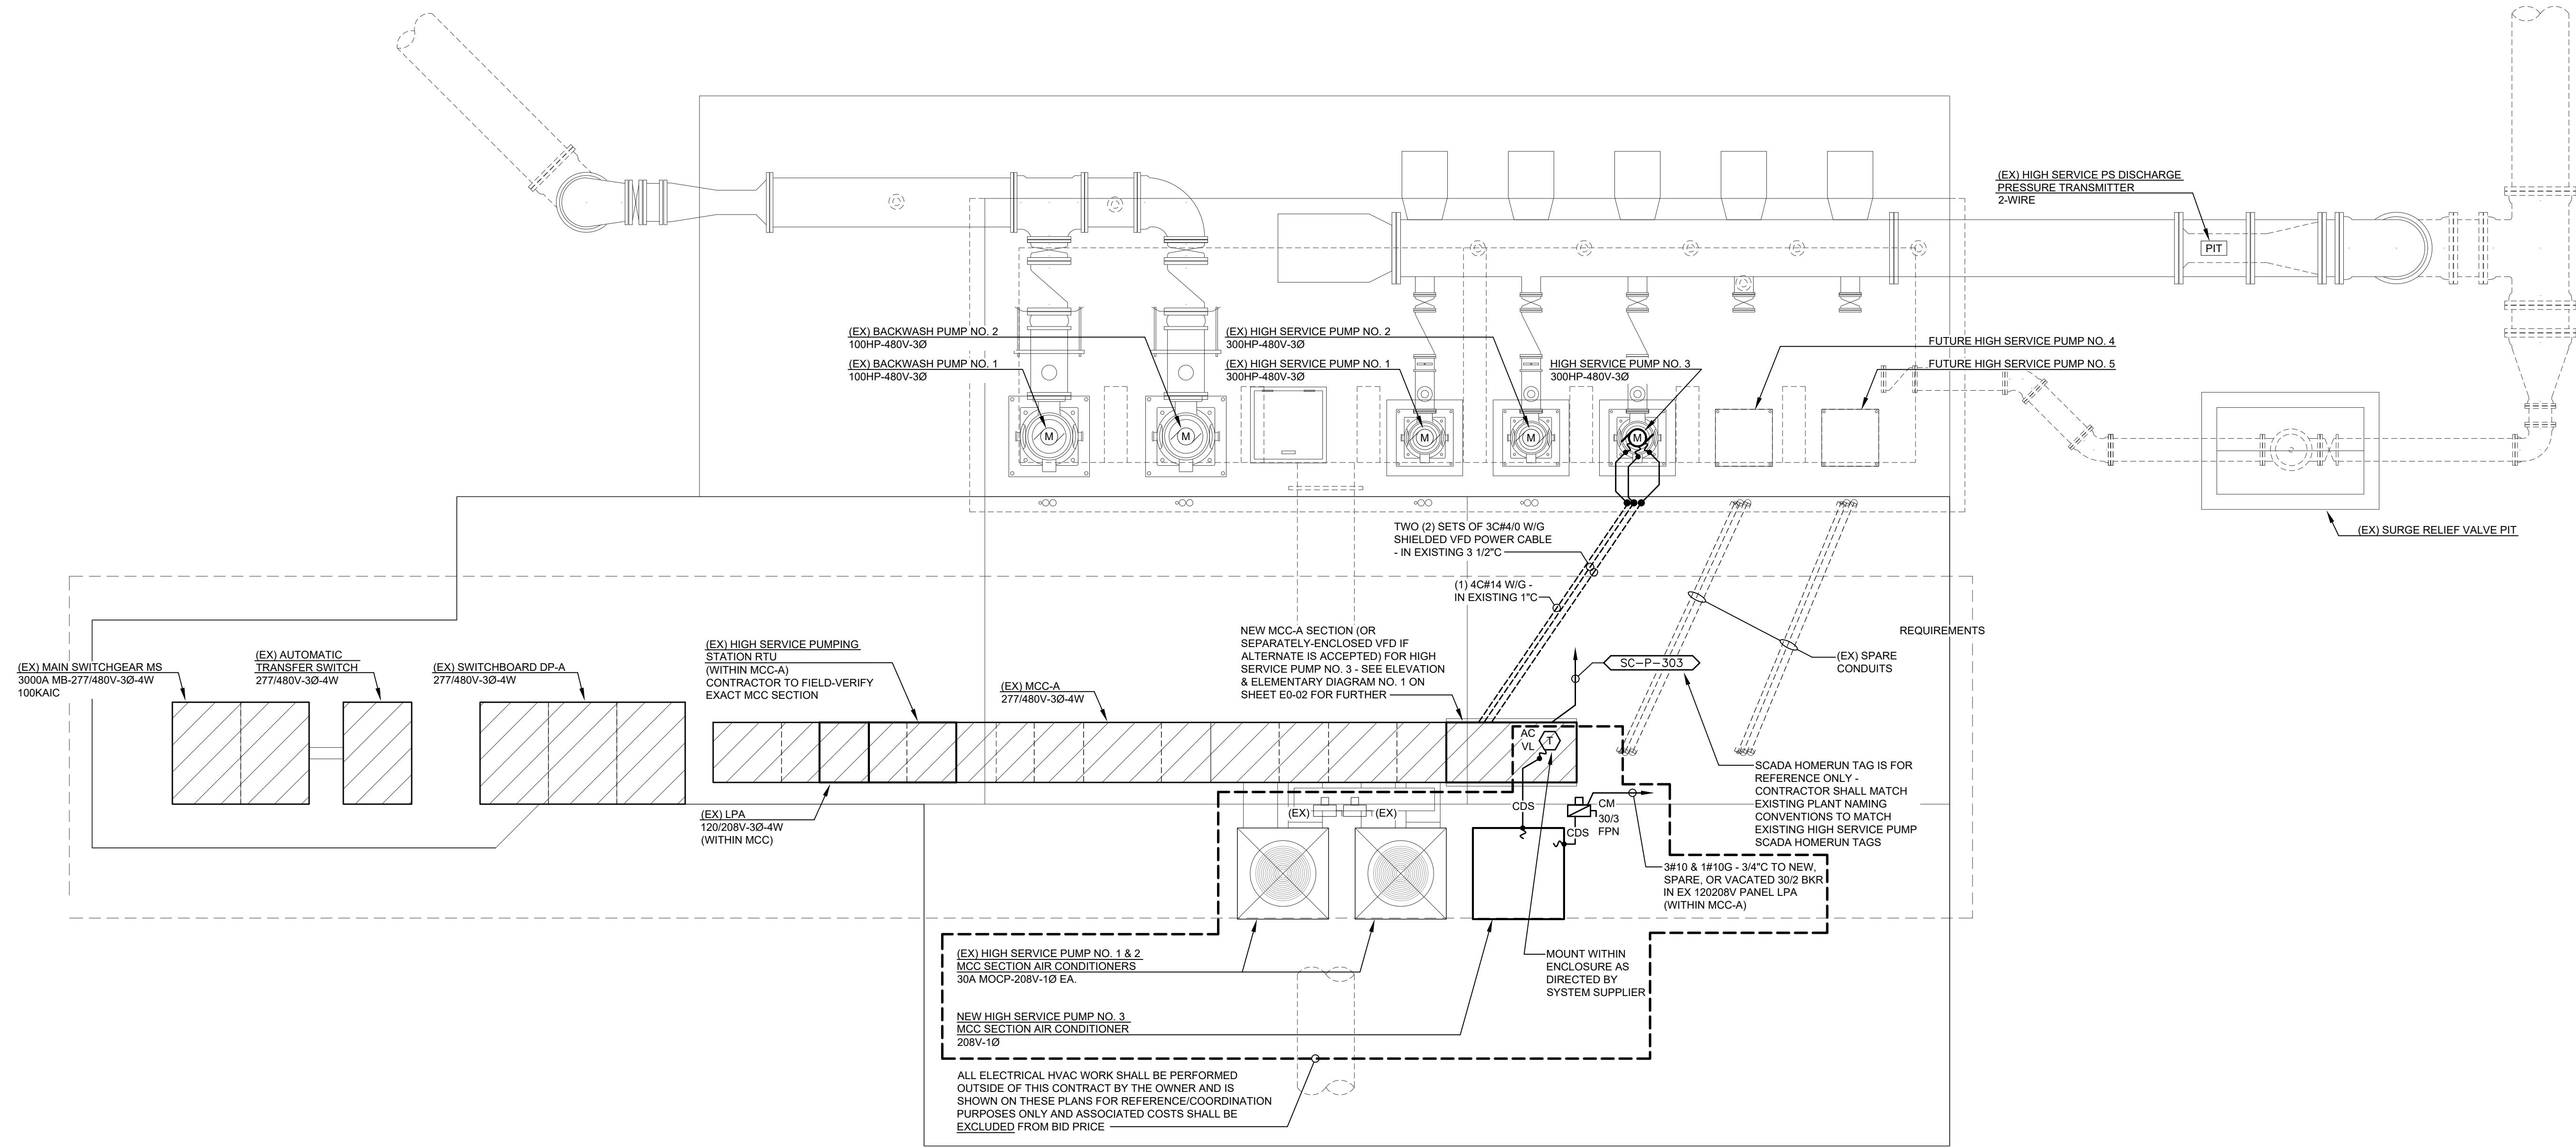 (EX) HIGH SERVICE PS DISCHARGE
PRESSURE TRANSMITTER
2-WIRE
PIT
(EX) BACKWASH PUMP NO. 2
100HP-480V-3Ø
(EX) BACKWASH PUMP NO. 1
100HP-480V-3Ø
(EX) HIGH SERVICE PUMP NO. 2
300HP-480V-3Ø
(EX) HIGH SERVICE PUMP NO. 1
300HP-480V-3Ø
HIGH SERVICE PUMP NO. 3
300HP-480V-3Ø
FUTURE HIGH SERVICE PUMP NO. 4
FUTURE HIGH SERVICE PUMP NO. 5
M
M
M
M
M
(EX) SURGE RELIEF VALVE PIT
TWO (2) SETS OF 3C#4/0 W/G
SHIELDED VFD POWER CABLE
- IN EXISTING 3 1/2"C
(1) 4C#14 W/G -
IN EXISTING 1"C
NEW MCC-A SECTION (OR
SEPARATELY-ENCLOSED VFD IF
ALTERNATE IS ACCEPTED) FOR HIGH
SERVICE PUMP NO. 3 - SEE ELEVATION
& ELEMENTARY DIAGRAM NO. 1 ON
SHEET E0-02 FOR FURTHER
REQUIREMENTS
(EX) SPARE
CONDUITS
SC-P-303
(EX) MAIN SWITCHGEAR MS
3000A MB-277/480V-3Ø-4W
100KAIC
(EX) AUTOMATIC
TRANSFER SWITCH
277/480V-3Ø-4W
(EX) SWITCHBOARD DP-A
277/480V-3Ø-4W
(EX) HIGH SERVICE PUMPING
STATION RTU
(WITHIN MCC-A)
CONTRACTOR TO FIELD-VERIFY
EXACT MCC SECTION
(EX) MCC-A
277/480V-3Ø-4W
AC
VL
T
SCADA HOMERUN TAG IS FOR
REFERENCE ONLY -
CONTRACTOR SHALL MATCH
EXISTING PLANT NAMING
CONVENTIONS TO MATCH
EXISTING HIGH SERVICE PUMP
SCADA HOMERUN TAGS
(EX) LPA
120/208V-3Ø-4W
(WITHIN MCC)
(EX)
(EX)
CDS
CM
30/3
FPN
CDS
3#10 & 1#10G - 3/4"C TO NEW,
SPARE, OR VACATED 30/2 BKR
IN EX 120208V PANEL LPA
(WITHIN MCC-A)
(EX) HIGH SERVICE PUMP NO. 1 & 2
MCC SECTION AIR CONDITIONERS
30A MOCP-208V-1Ø EA.
MOUNT WITHIN
ENCLOSURE AS
DIRECTED BY
SYSTEM SUPPLIER
NEW HIGH SERVICE PUMP NO. 3
MCC SECTION AIR CONDITIONER
208V-1Ø
ALL ELECTRICAL HVAC WORK SHALL BE PERFORMED
OUTSIDE OF THIS CONTRACT BY THE OWNER AND IS
SHOWN ON THESE PLANS FOR REFERENCE/COORDINATION
PURPOSES ONLY AND ASSOCIATED COSTS SHALL BE
EXCLUDED FROM BID PRICE